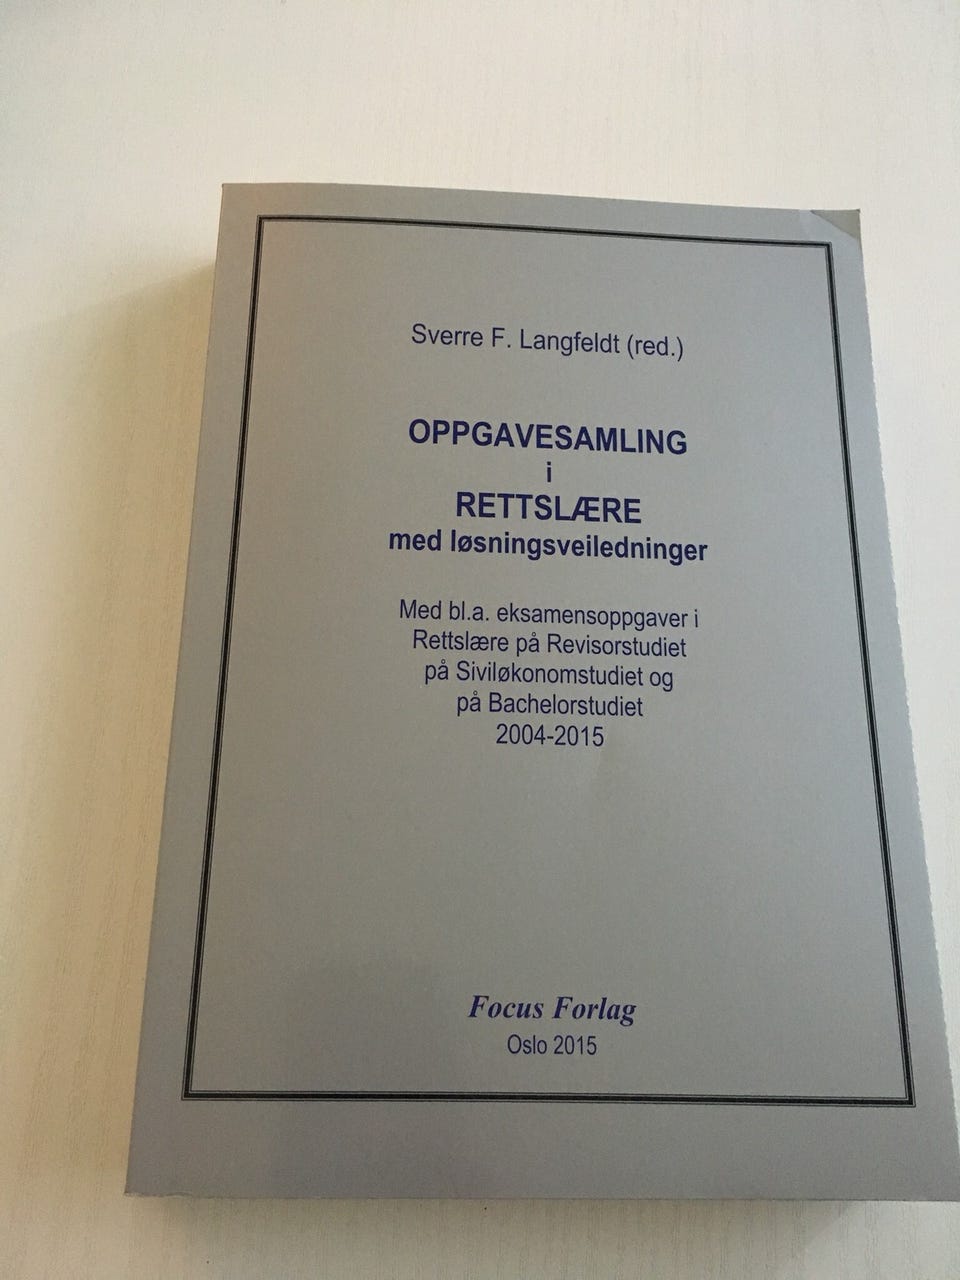 Sverre F. Langfeldt (red.)
OPPGAVESAMLING
i
RETTSLÆRE
med løsningsveiledninger
Med bl.a. eksamensoppgaver i
Rettslære på Revisorstudiet
på Siviløkonomstudiet og
på Bachelorstudiet
2004-2015
Focus Forlag
Oslo 2015